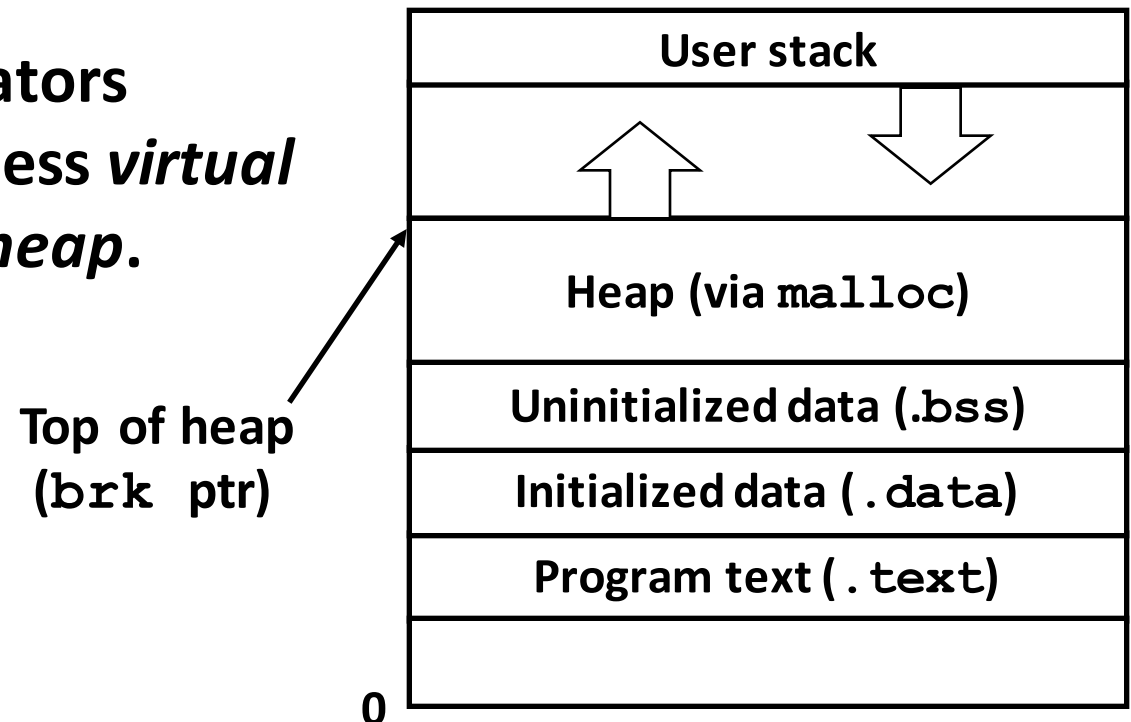 ators
ess virtual
heap.
Top of heap
(brk ptr)
User stack
Heap (via malloc)
Uninitialized data (.bss)
Initialized data (.data)
Program text (.text)
0